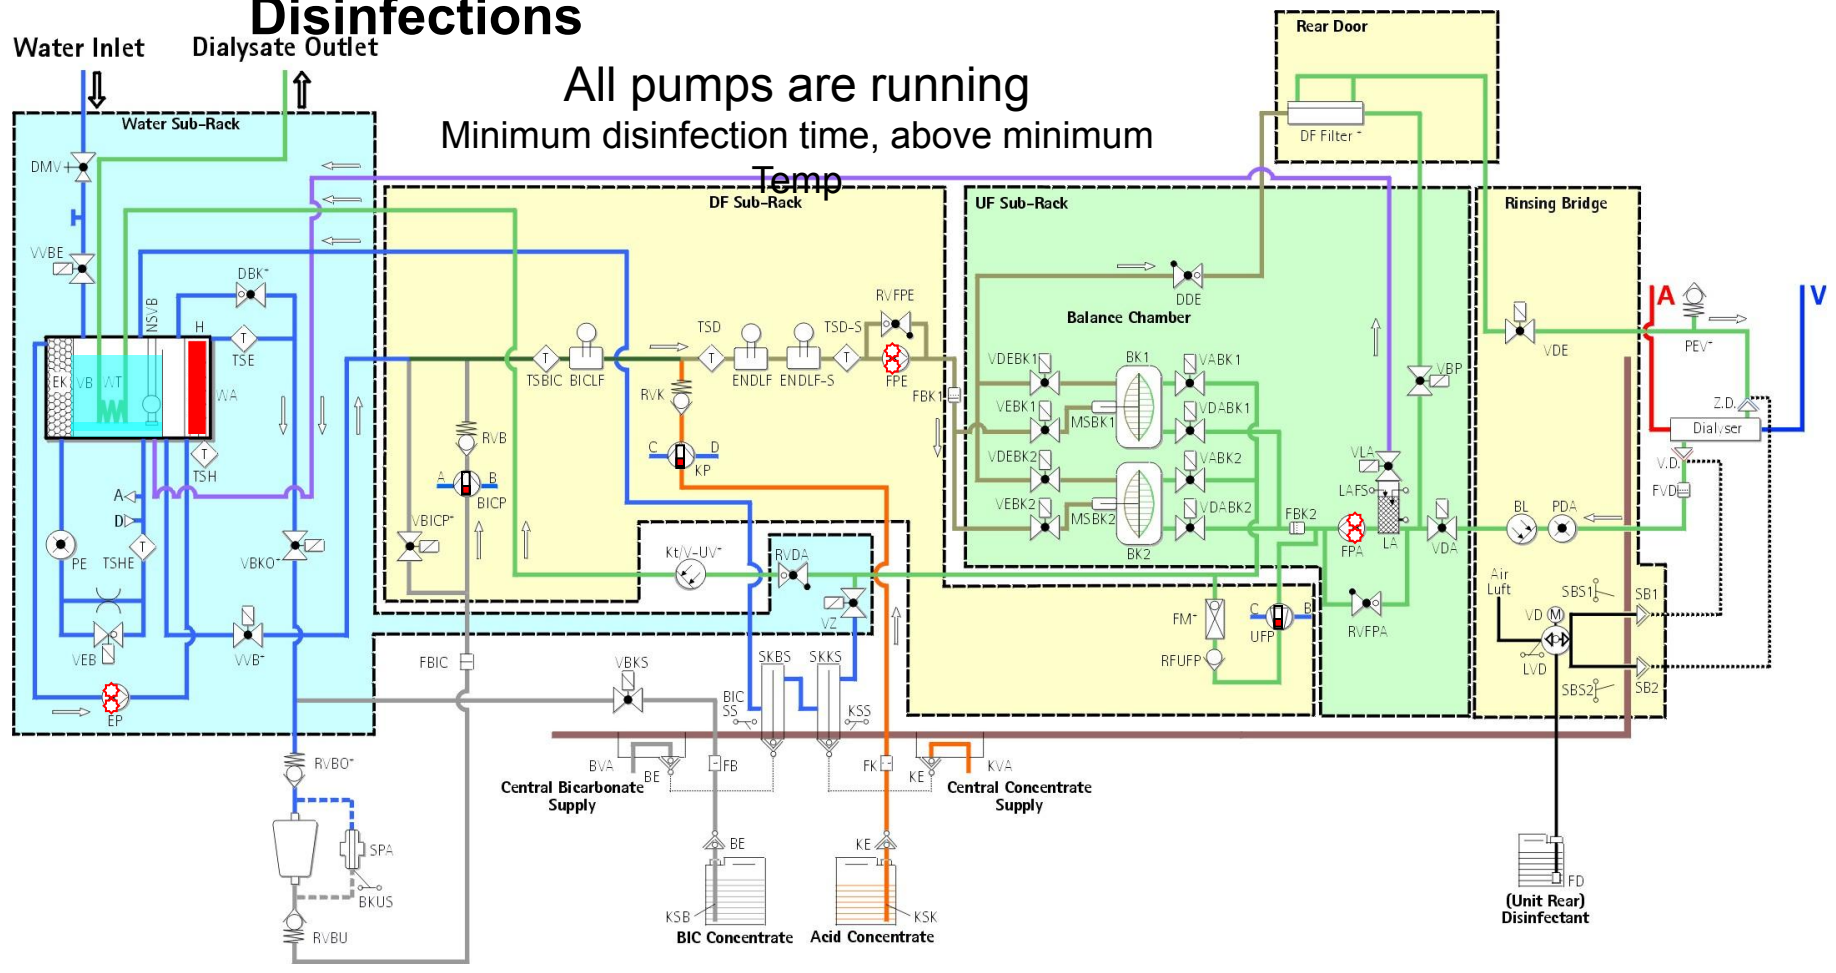 Disinfections
Water Inlet
Dialysate Outlet
All pumps are running
Minimum disinfection time, above minimum
Temp
Rear Door
DF Filter
Water Sub-Rack
DMV
VVBE
DBK
NSVB
H
TSE
EK
VB
WT
WA
TSH
A
D
PE
TSHE
VBKO
VEB
VVB
EP
DF Sub-Rack
TSBIC
BICLF
TSD
ENDLF
ENDLF-S
TSD-S
RVFPE
FPE
RVK
C
D
KP
RVB
A
B
BICP
VBICP
FBK1
Kt/V-UV
RVDA
VZ
UF Sub-Rack
DDE
Balance Chamber
VDEBK1
BK1
VABK1
VEBK1
MSBK1
VDABK1
VDEBK2
VABK2
VEBK2
MSBK2
VDABK2
BK2
FBK2
FPA
VBP
VLA
LAFS
LA
VDA
RVFPA
FM
RFUFP
C
B
UFP
Rinsing Bridge
VDE
A
V
PEV
Z.D.
Dialyser
V.D.
FVD
BL
PDA
Air
Luft
SBS1
SB1
VD
M
LVD
SBS2
SB2
FBIC
VBKS
SKBS
SKKS
BIC
SS
KSS
BVA
BE
FB
FK
KE
KVA
Central Bicarbonate
Supply
Central Concentrate
Supply
RVBO
SPA
BKUS
RVBU
BE
KE
KSB
KSK
BIC Concentrate
Acid Concentrate
FD
(Unit Rear)
Disinfectant